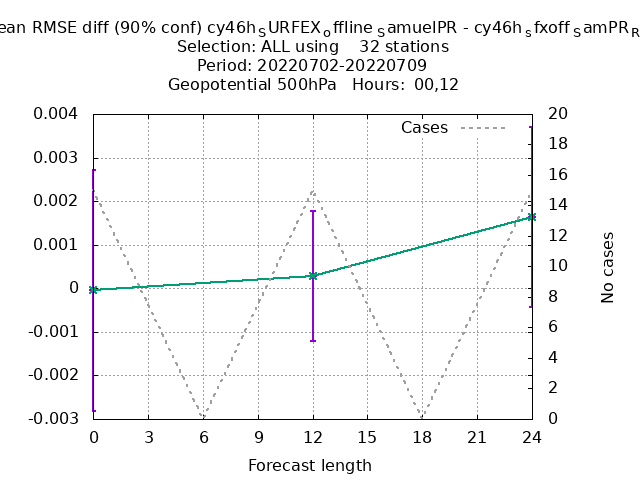 ean RMSE diff (90% conf) cy46hSURFEXoffline SamuelPR - cy46hsfxoffSamPRR
Selection: ALL using 32 stations
Period: 20220702-20220709
Geopotential 500hPa Hours: 00,12
Cases
0.004
0.003
0.002
0.001
0
-0.001
-0.002
-0.003
20
18
16
14
12
10
8
6
4
2
0
No cases
0 3 6 9 12 15 18 21 24
Forecast length